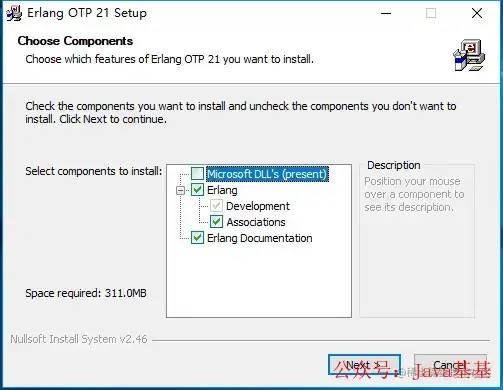 Erlang OTP 21 Setup
Choose Components
Choose which features of Erlang OTP 21 you want to install.
Check the components you want to install and uncheck the components you don't want to
install. Click Next to continue.
Select components to install:
Microsoft DLL's (present)
Erlang
Development
Associations
Erlang Documentation
Description
Position your mouse
over a component to
see its description.
Space required: 311.0MB
Nullsoft Install System v2.46
Next >
Cancel
公众号: Java基基